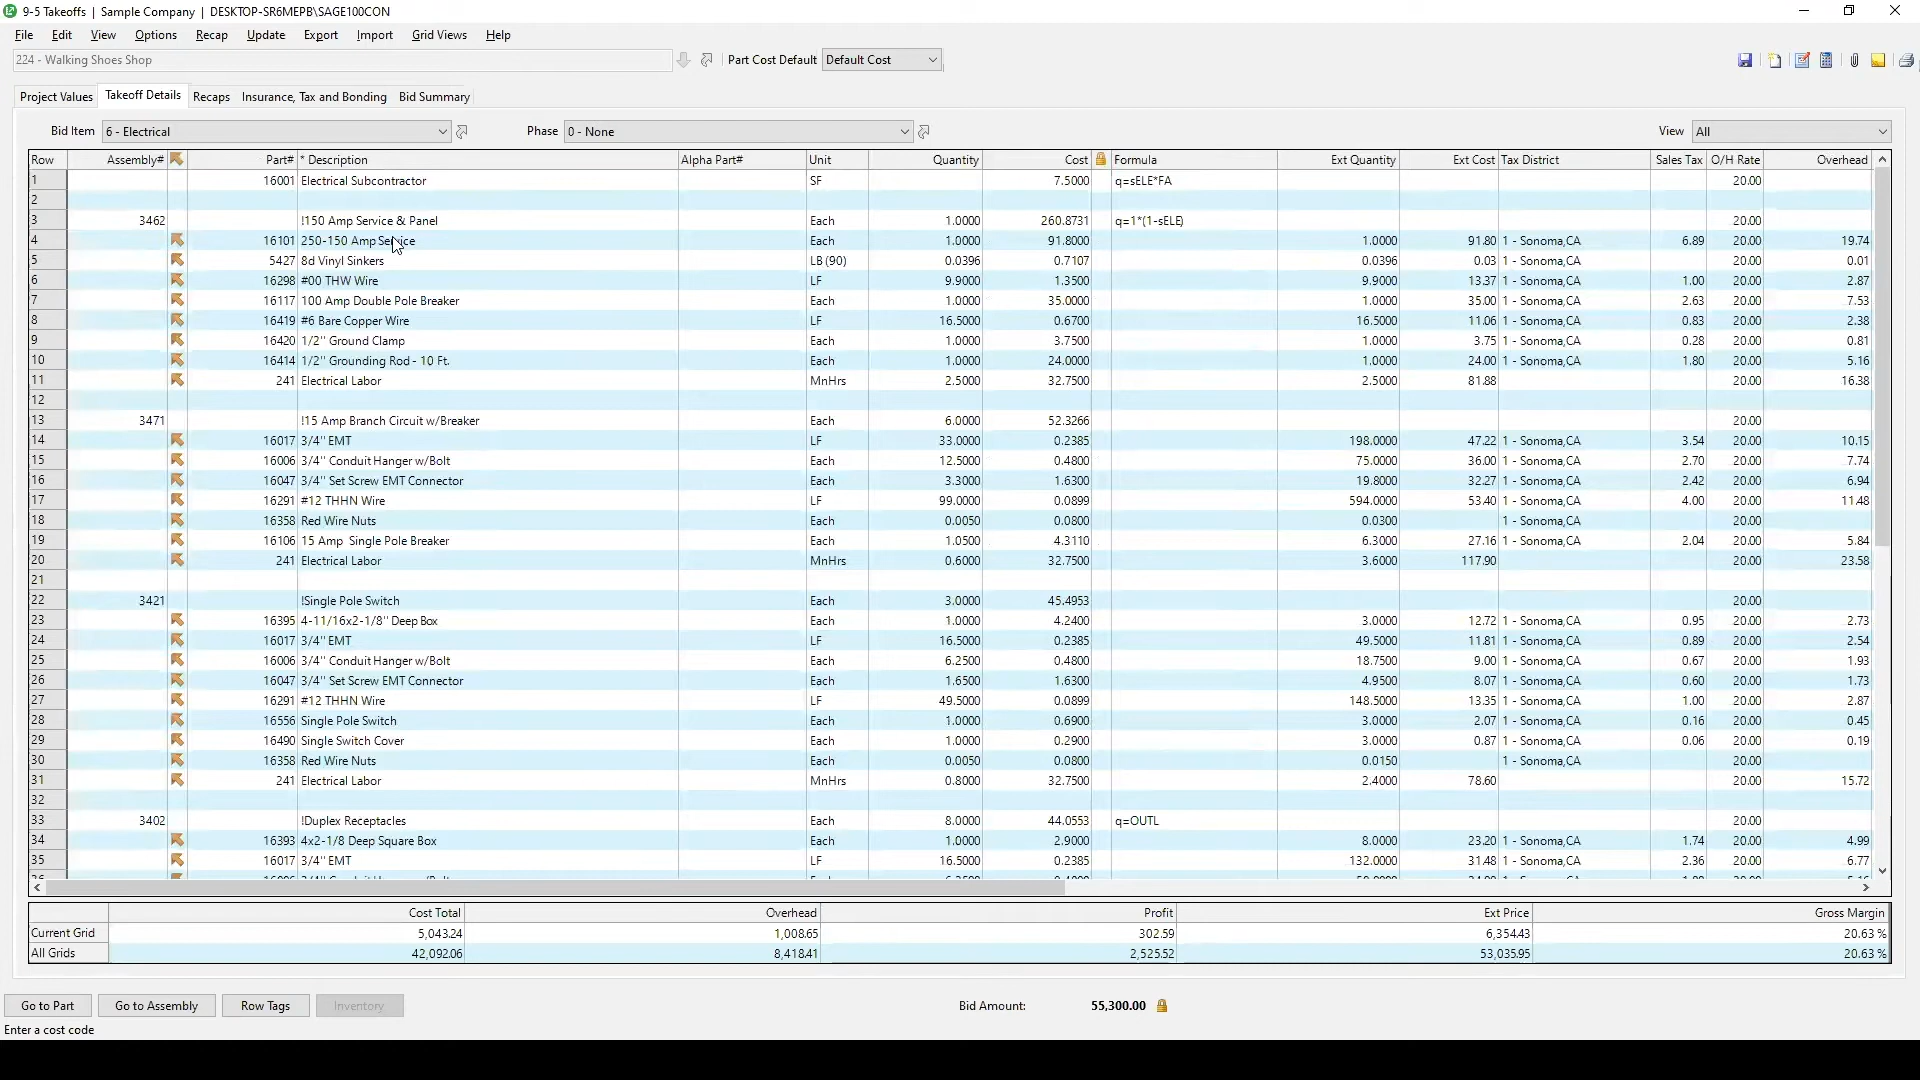 9-5 Takeoffs | Sample Company | DESKTOP-SR6MEPB\SAGE100CON
File Edit View Options Recap Update Export Import Grid Views Help
224 - Walking Shoes Shop Part Cost Default Default Cost
Project Values Takeoff Details Recaps Insurance, Tax and Bonding Bid Summary
Bid Item 6 - Electrical Phase 0 - None View All
Row Assembly# Part# * Description Alpha Part# Unit Quantity Cost Formula Ext Quantity Ext Cost Tax District Sales Tax O/H Rate Overhead
1 16001 Electrical Subcontractor SF 7.5000 q=sELE*FA 20.00
2
3 3462 !150 Amp Service & Panel Each 1.0000 260.8731 q=1*(1-sELE) 20.00
4 16101 250-150 Amp Service Each 1.0000 91.8000 1.0000 91.80 1 - Sonoma,CA 6.89 20.00 19.74
5 5427 8d Vinyl Sinkers LB (90) 0.0396 0.7107 0.0396 0.03 1 - Sonoma,CA 20.00 0.01
6 16298 #00 THW Wire LF 9.9000 1.3500 9.9000 13.37 1 - Sonoma,CA 1.00 20.00 2.87
7 16117 100 Amp Double Pole Breaker Each 1.0000 35.0000 1.0000 35.00 1 - Sonoma,CA 2.63 20.00 7.53
8 16419 #6 Bare Copper Wire LF 16.5000 0.6700 16.5000 11.06 1 - Sonoma,CA 0.83 20.00 2.38
9 16420 1/2" Ground Clamp Each 1.0000 3.7500 1.0000 3.75 1 - Sonoma,CA 0.28 20.00 0.81
10 16414 1/2" Grounding Rod - 10 Ft. Each 1.0000 24.0000 1.0000 24.00 1 - Sonoma,CA 1.80 20.00 5.16
11 241 Electrical Labor MnHrs 2.5000 32.7500 2.5000 81.88 20.00 16.38
12
13 3471 !15 Amp Branch Circuit w/Breaker Each 6.0000 52.3266 20.00
14 16017 3/4" EMT LF 33.0000 0.2385 198.0000 47.22 1 - Sonoma,CA 3.54 20.00 10.15
15 16006 3/4" Conduit Hanger w/Bolt Each 12.5000 0.4800 75.0000 36.00 1 - Sonoma,CA 2.70 20.00 7.74
16 16047 3/4" Set Screw EMT Connector Each 3.3000 1.6300 19.8000 32.27 1 - Sonoma,CA 2.42 20.00 6.94
17 16291 #12 THHN Wire LF 99.0000 0.0899 594.0000 53.40 1 - Sonoma,CA 4.00 20.00 11.48
18 16358 Red Wire Nuts Each 0.0050 0.0800 0.0300 1 - Sonoma,CA 20.00
19 16106 15 Amp  Single Pole Breaker Each 1.0500 4.3110 6.3000 27.16 1 - Sonoma,CA 2.04 20.00 5.84
20 241 Electrical Labor MnHrs 0.6000 32.7500 3.6000 117.90 20.00 23.58
21
22 3421 !Single Pole Switch Each 3.0000 45.4953 20.00
23 16395 4-11/16x2-1/8" Deep Box Each 1.0000 4.2400 3.0000 12.72 1 - Sonoma,CA 0.95 20.00 2.73
24 16017 3/4" EMT LF 16.5000 0.2385 49.5000 11.81 1 - Sonoma,CA 0.89 20.00 2.54
25 16006 3/4" Conduit Hanger w/Bolt Each 6.2500 0.4800 18.7500 9.00 1 - Sonoma,CA 0.67 20.00 1.93
26 16047 3/4" Set Screw EMT Connector Each 1.6500 1.6300 4.9500 8.07 1 - Sonoma,CA 0.60 20.00 1.73
27 16291 #12 THHN Wire LF 49.5000 0.0899 148.5000 13.35 1 - Sonoma,CA 1.00 20.00 2.87
28 16556 Single Pole Switch Each 1.0000 0.6900 3.0000 2.07 1 - Sonoma,CA 0.16 20.00 0.45
29 16490 Single Switch Cover Each 1.0000 0.2900 3.0000 0.87 1 - Sonoma,CA 0.06 20.00 0.19
30 16358 Red Wire Nuts Each 0.0050 0.0800 0.0150 1 - Sonoma,CA 20.00
31 241 Electrical Labor MnHrs 0.8000 32.7500 2.4000 78.60 20.00 15.72
32
33 3402 !Duplex Receptacles Each 8.0000 44.0553 q=OUTL 20.00
34 16393 4x2-1/8 Deep Square Box Each 1.0000 2.9000 8.0000 23.20 1 - Sonoma,CA 1.74 20.00 4.99
35 16017 3/4" EMT LF 16.5000 0.2385 132.0000 31.48 1 - Sonoma,CA 2.36 20.00 6.77
Cost Total Overhead Profit Ext Price Gross Margin
Current Grid 5,043.24 1,008.65 302.59 6,354.43 20.63 %
All Grids 42,092.06 8,418.41 2,525.52 53,035.95 20.63 %
Go to Part Go to Assembly Row Tags Inventory Bid Amount: 55,300.00
Enter a cost code